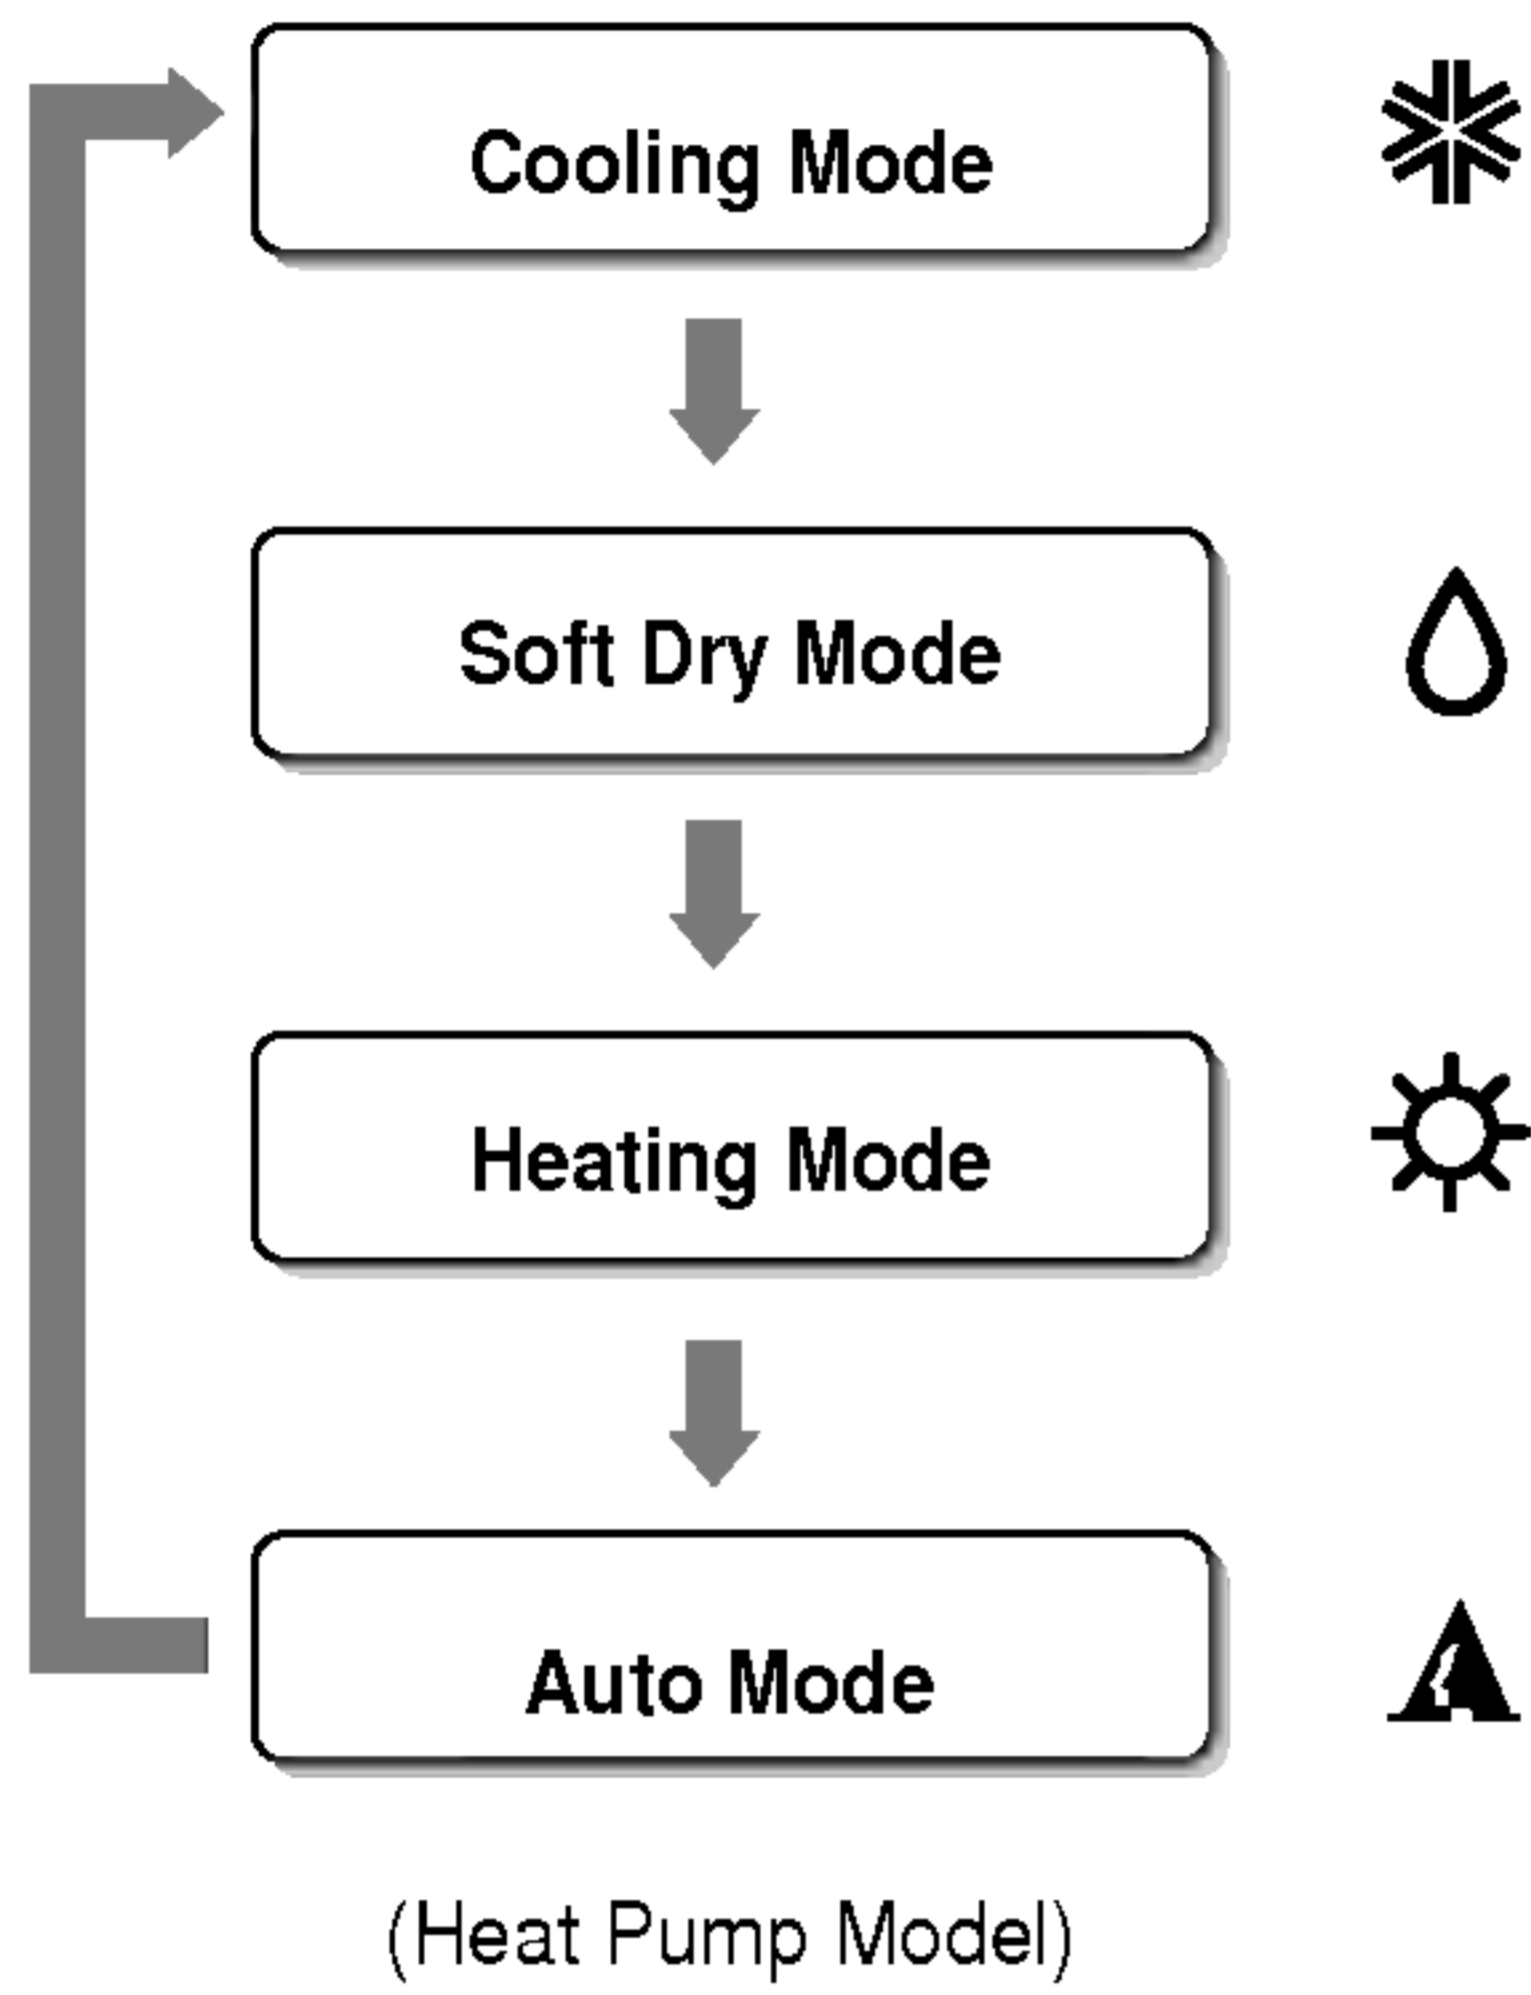 Cooling Mode
Soft Dry Mode
Heating Mode
Auto Mode
(Heat Pump Model)